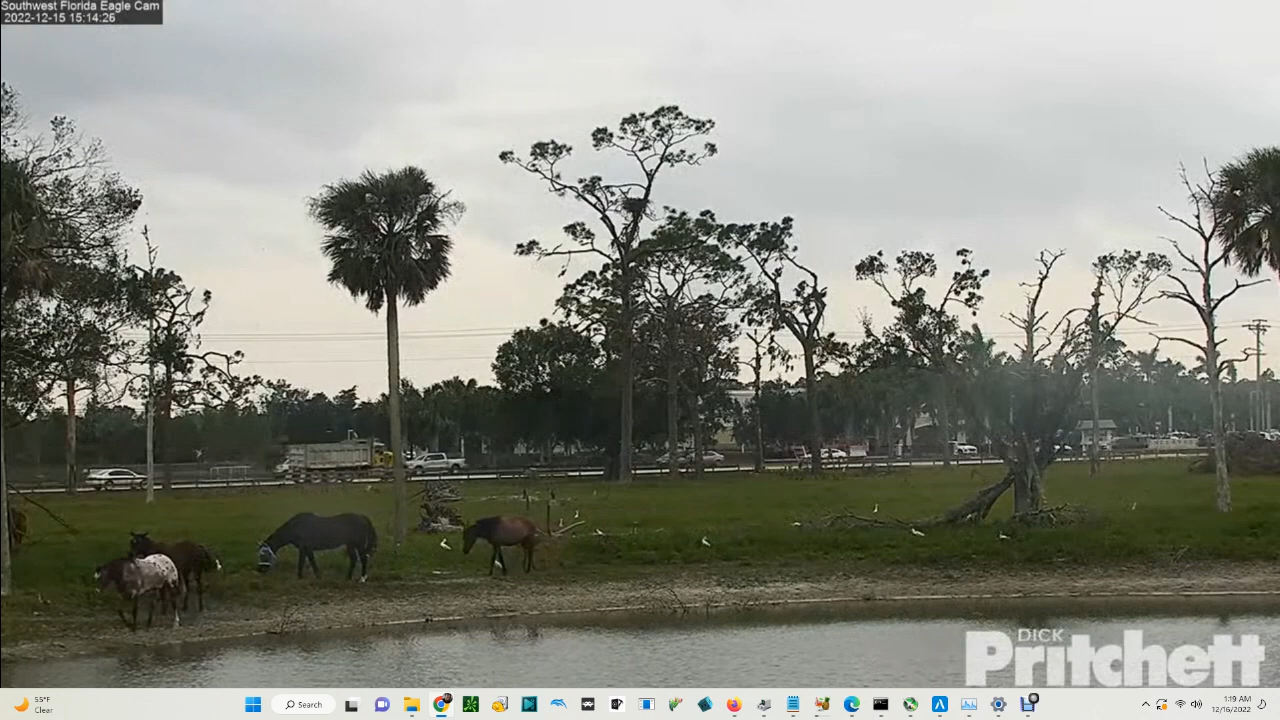 Southwest Florida Eagle Cam
2022-12-15 15:14:26
DICK
Pritchett
55°F
Clear
Search
1:19 AM
12/16/2022